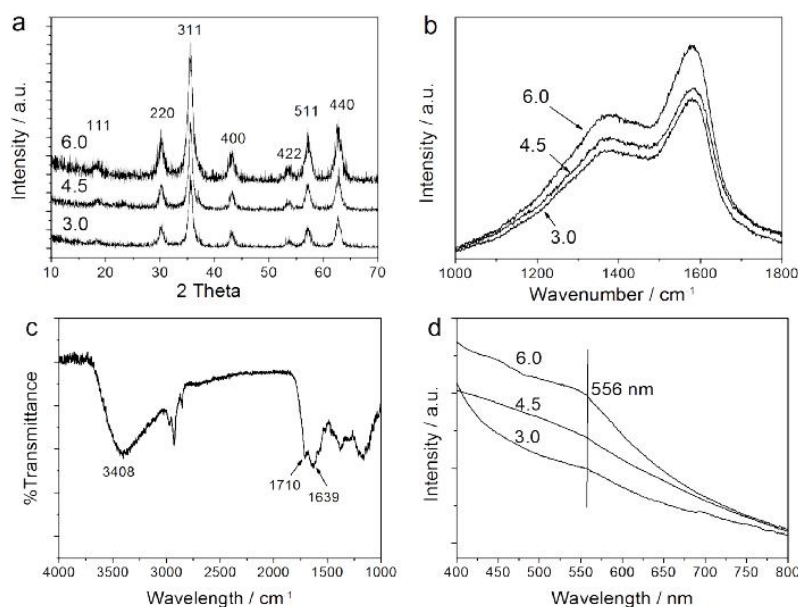 a
311
111
220
400
422
511
440
6.0
4.5
3.0
Intensity / a.u.
10 20 30 40 50 60 70
2 Theta
b
6.0
4.5
3.0
Intensity / a.u.
1000 1200 1400 1600 1800
Wavenumber / cm⁻¹
c
%Transmittance
3408
1710
1639
4000 3500 3000 2500 2000 1500 1000
Wavelength / cm⁻¹
d
6.0
556 nm
4.5
3.0
Intensity / a.u.
400 450 500 550 600 650 700 750 800
Wavelength / nm